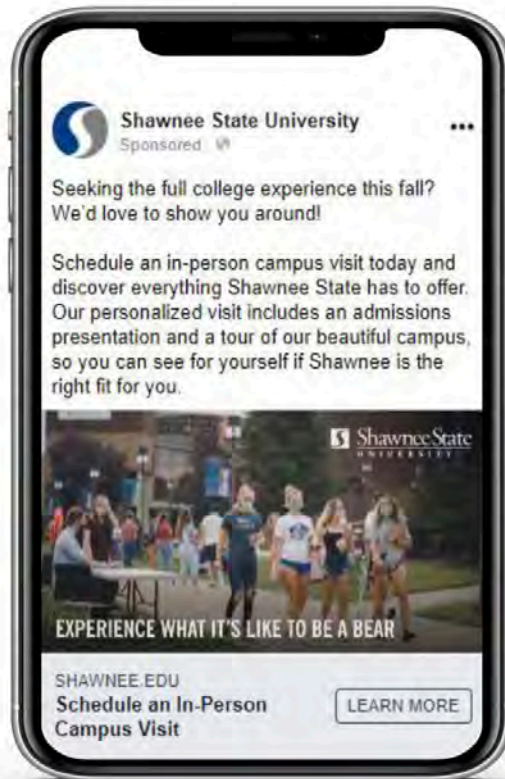 Shawnee State University
Sponsored
Seeking the full college experience this fall?
We'd love to show you around!
Schedule an in-person campus visit today and
discover everything Shawnee State has to offer.
Our personalized visit includes an admissions
presentation and a tour of our beautiful campus,
so you can see for yourself if Shawnee is the
right fit for you.
Shawnee State
UNIVERSITY
EXPERIENCE WHAT IT'S LIKE TO BE A BEAR
SHAWNEE.EDU
Schedule an In-Person
Campus Visit
LEARN MORE